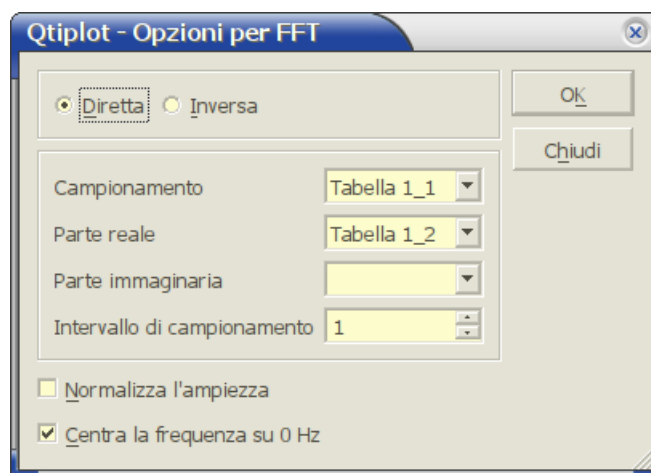 Qtiplot - Opzioni per FFT
Diretta Inversa
OK
Chiudi
Campionamento Tabella 1_1
Parte reale Tabella 1_2
Parte immaginaria
Intervallo di campionamento 1
Normalizza l'ampiezza
Centra la frequenza su 0 Hz